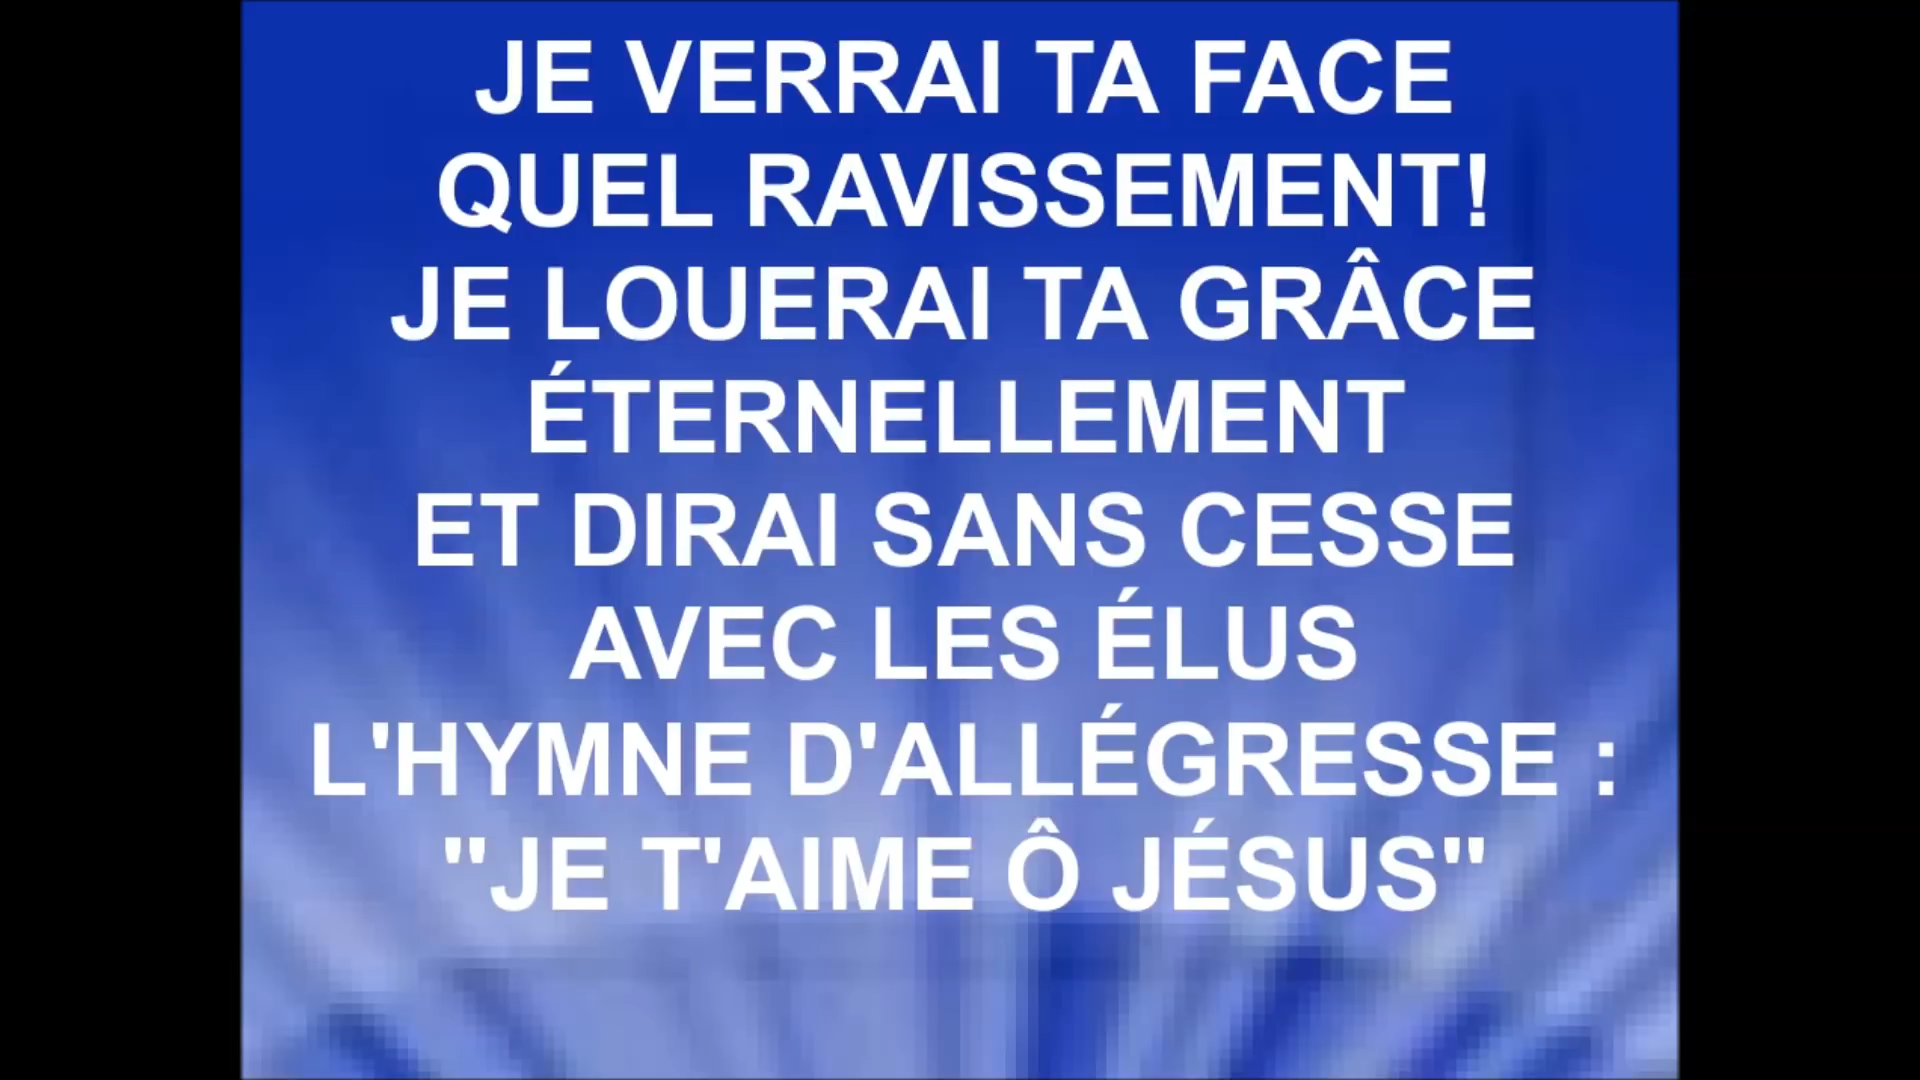 JE VERRAI TA FACE
QUEL RAVISSEMENT!
JE LOUERAI TA GRÂCE
ÉTERNELLEMENT
ET DIRAI SANS CESSE
AVEC LES ÉLUS
L'HYMNE D'ALLÉGRESSE :
"JE T'AIME Ô JÉSUS"